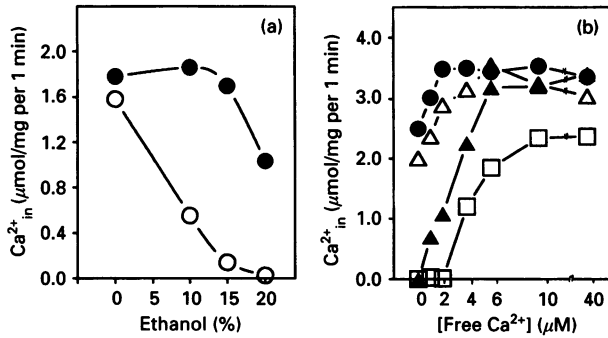 (a)
Ca²⁺in (μmol/mg per 1 min)
1.8
1.6
1.2
0.8
0.4
0.0
0 5 10 15 20
Ethanol (%)
(b)
Ca²⁺in (μmol/mg per 1 min)
4.0
3.0
2.0
1.0
0.0
0 2 4 6 10 40
[Free Ca²⁺] (μM)